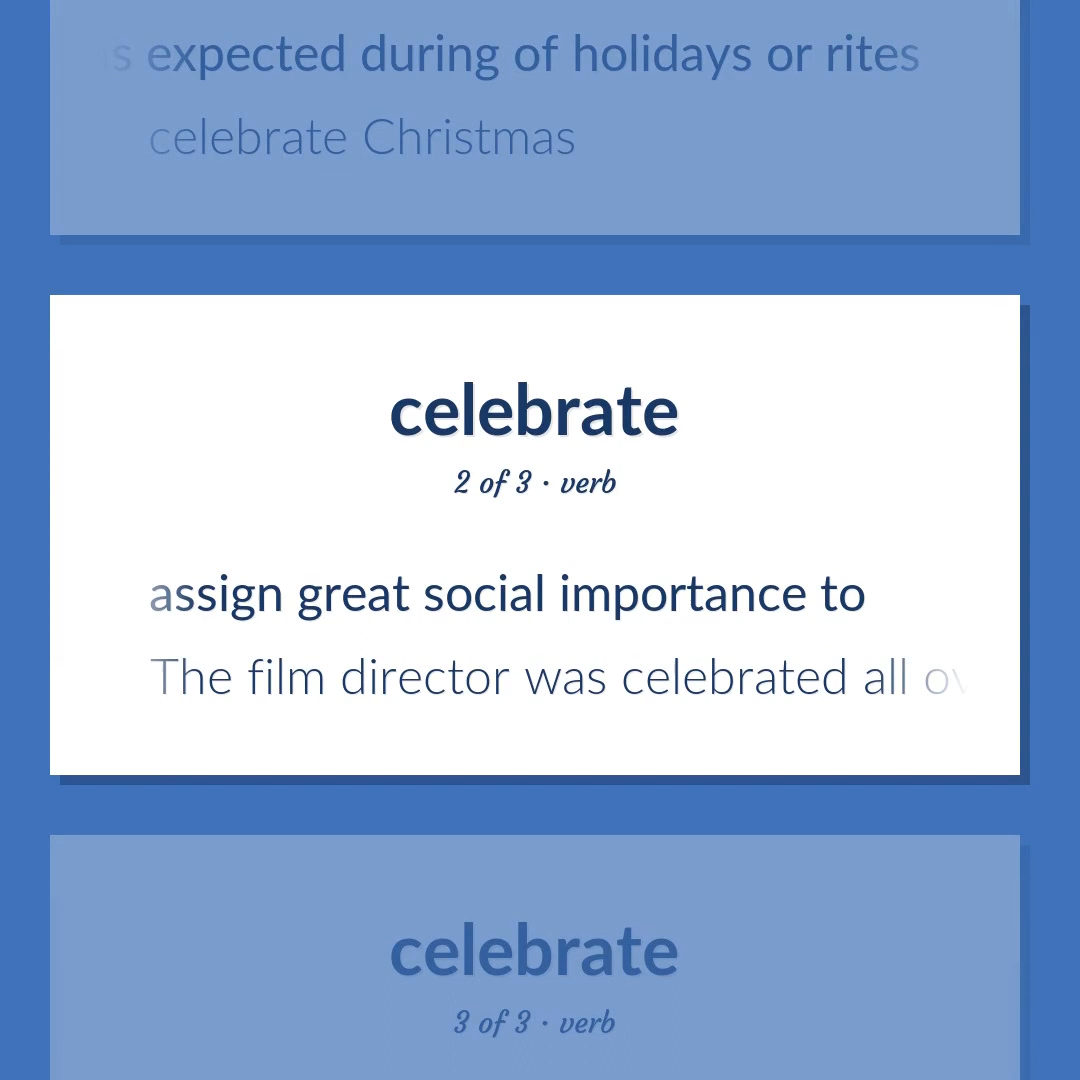 expected during of holidays or rites
celebrate Christmas
celebrate
2 of 3 · verb
assign great social importance to
The film director was celebrated all
celebrate
3 of 3 · verb